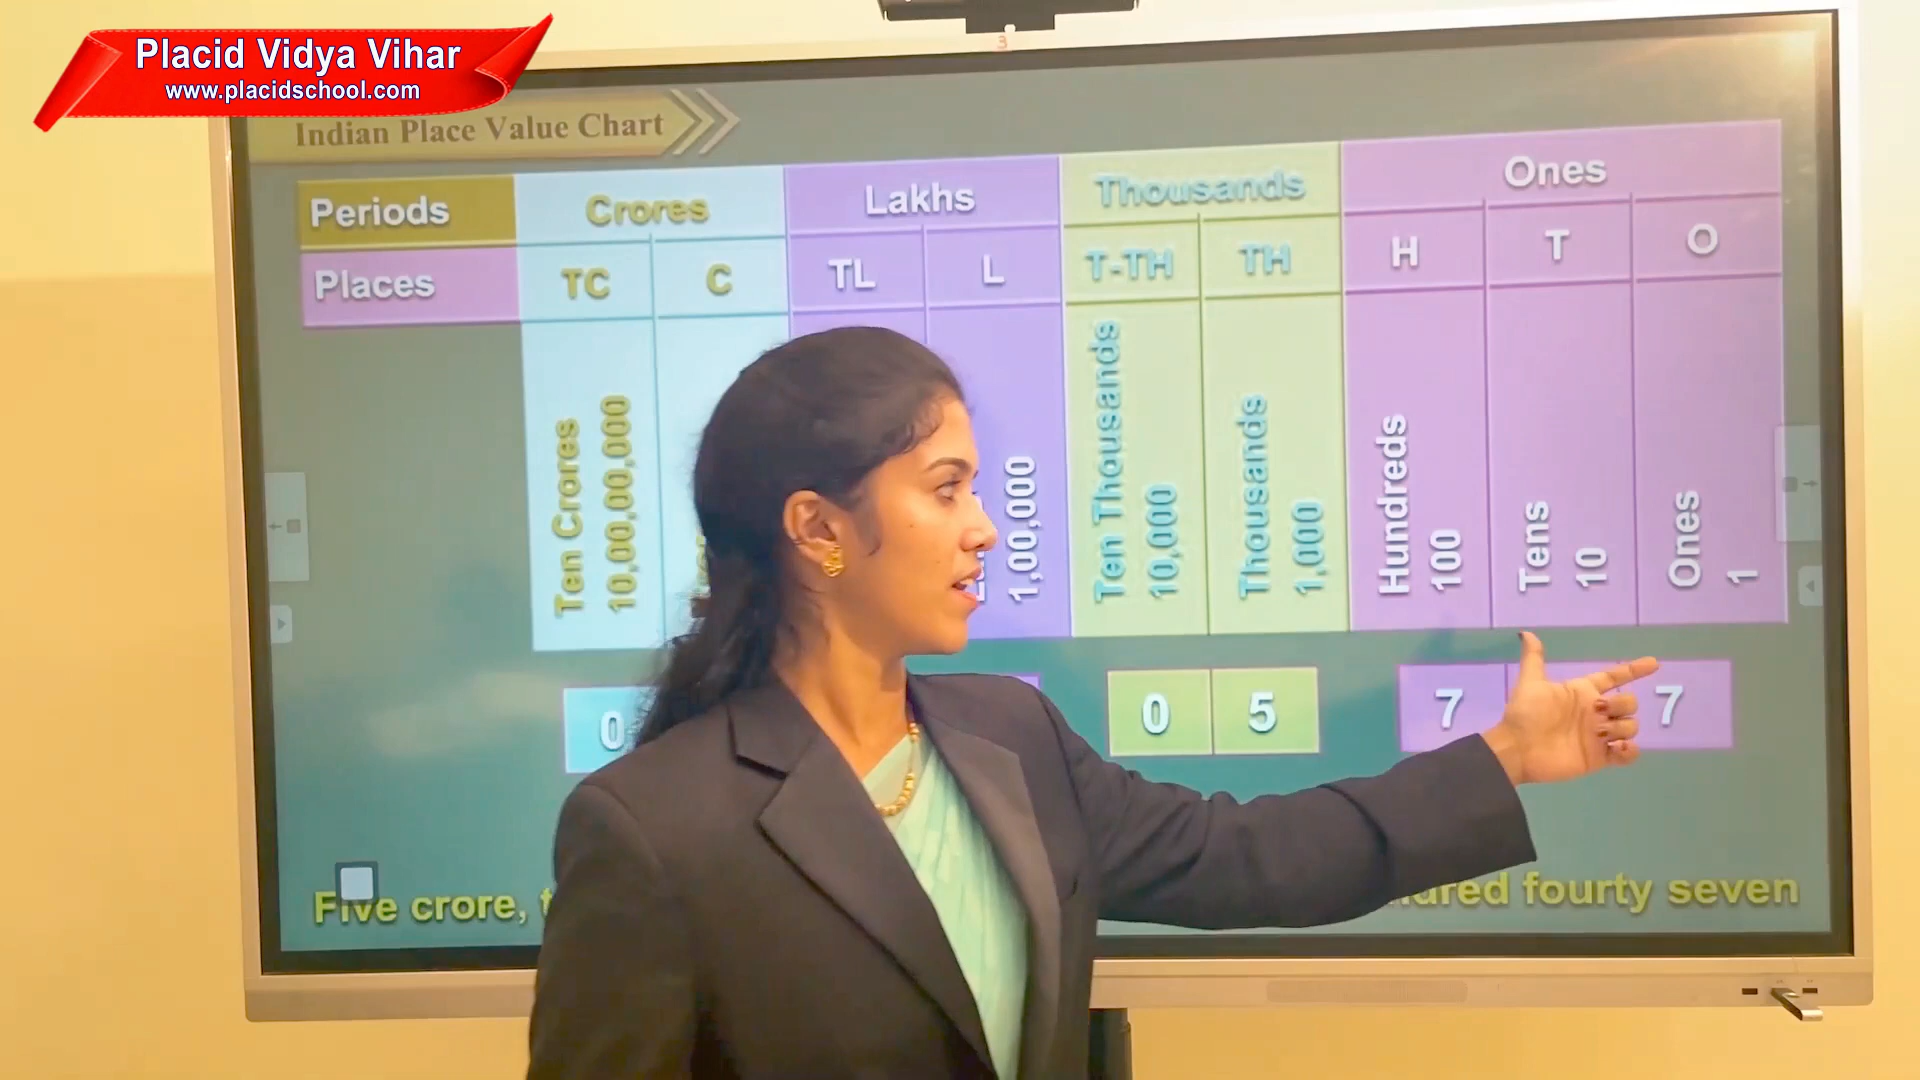 Placid Vidya Vihar
www.placidschool.com
Indian Place Value Chart
Periods Crores Lakhs Thousands Ones
Places TC C TL L T-TH TH H T O
Ten Crores
10,00,00,000
1,00,000
Ten Thousands
10,000
Thousands
1,000
Hundreds
100
Tens
10
Ones
1
0 0 5 7 7
Five crore, fourty seven